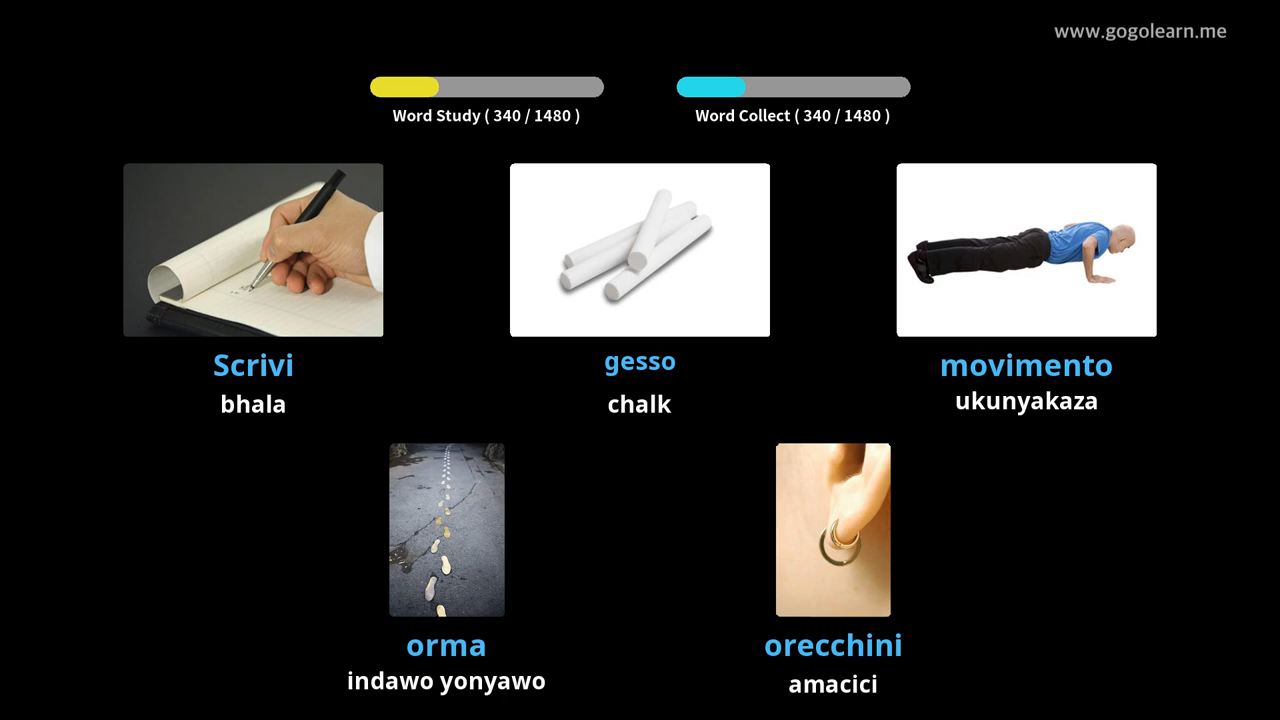 www.gogolearn.me
Word Study ( 340 / 1480 )
Word Collect ( 340 / 1480 )
Scrivi
bhala
gesso
chalk
movimento
ukunyakaza
orma
indawo yonyawo
orecchini
amacici